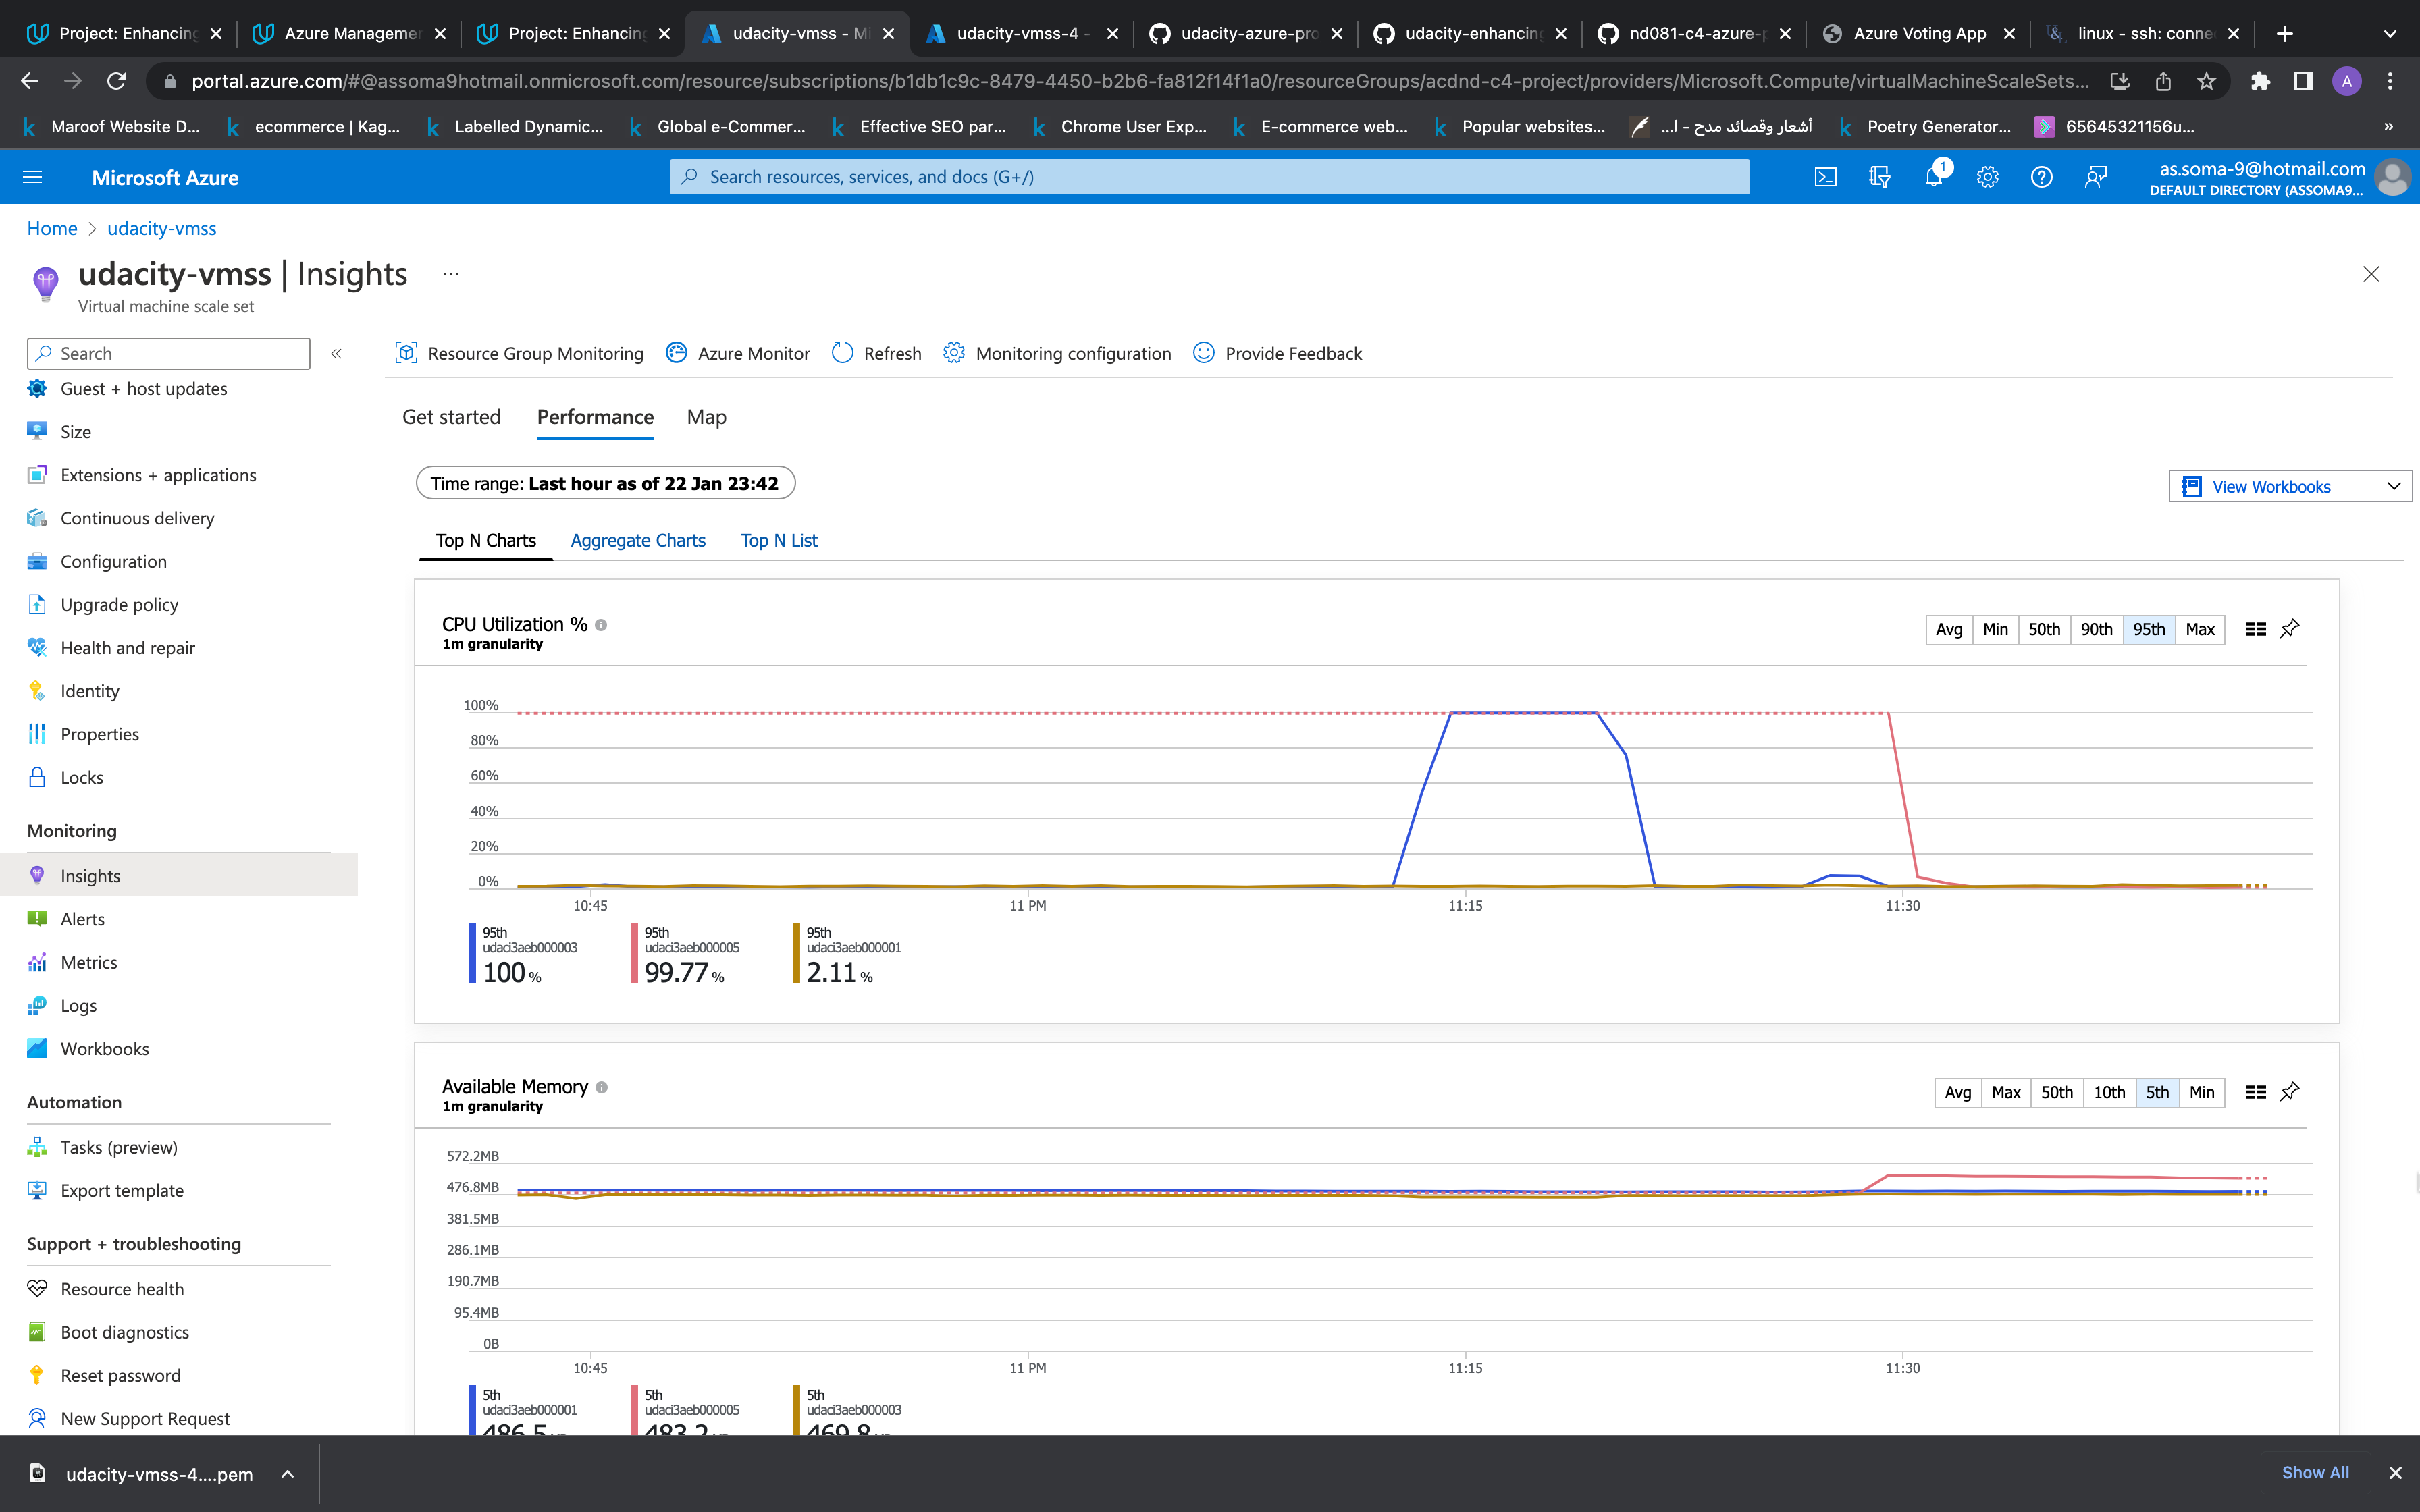 Project: Enhancing
Azure Managemer
Project: Enhancing
udacity-vmss - Mi
udacity-vmss-4 -
udacity-azure-pro
udacity-enhancing
nd081-c4-azure-p
Azure Voting App
linux - ssh: conne
portal.azure.com/#@assoma9hotmail.onmicrosoft.com/resource/subscriptions/b1db1c9c-8479-4450-b2b6-fa812f14f1a0/resourceGroups/acdnd-c4-project/providers/Microsoft.Compute/virtualMachineScaleSets...
A
Maroof Website D...
ecommerce | Kag...
Labelled Dynamic...
Global e-Commer...
Effective SEO par...
Chrome User Exp...
E-commerce web...
Popular websites...
أشعار وقصائد مدح - ا...
Poetry Generator...
65645321156u...
»
Microsoft Azure
Search resources, services, and docs (G+/)
1
as.soma-9@hotmail.com
DEFAULT DIRECTORY (ASSOMA9...
Home > udacity-vmss
udacity-vmss | Insights ...
Virtual machine scale set
Search
«
Guest + host updates
Size
Extensions + applications
Continuous delivery
Configuration
Upgrade policy
Health and repair
Identity
Properties
Locks
Monitoring
Insights
Alerts
Metrics
Logs
Workbooks
Automation
Tasks (preview)
Export template
Support + troubleshooting
Resource health
Boot diagnostics
Reset password
New Support Request
Resource Group Monitoring
Azure Monitor
Refresh
Monitoring configuration
Provide Feedback
Get started
Performance
Map
Time range: Last hour as of 22 Jan 23:42
View Workbooks
Top N Charts
Aggregate Charts
Top N List
CPU Utilization %
1m granularity
Avg
Min
50th
90th
95th
Max
100%
80%
60%
40%
20%
0%
10:45
11 PM
11:15
11:30
95th
udaci3aeb000003
100 %
95th
udaci3aeb000005
99.77 %
95th
udaci3aeb000001
2.11 %
Available Memory
1m granularity
Avg
Max
50th
10th
5th
Min
572.2MB
476.8MB
381.5MB
286.1MB
190.7MB
95.4MB
0B
10:45
11 PM
11:15
11:30
5th
udaci3aeb000001
486.5
5th
udaci3aeb000005
483.2
5th
udaci3aeb000003
469.8
udacity-vmss-4....pem
Show All